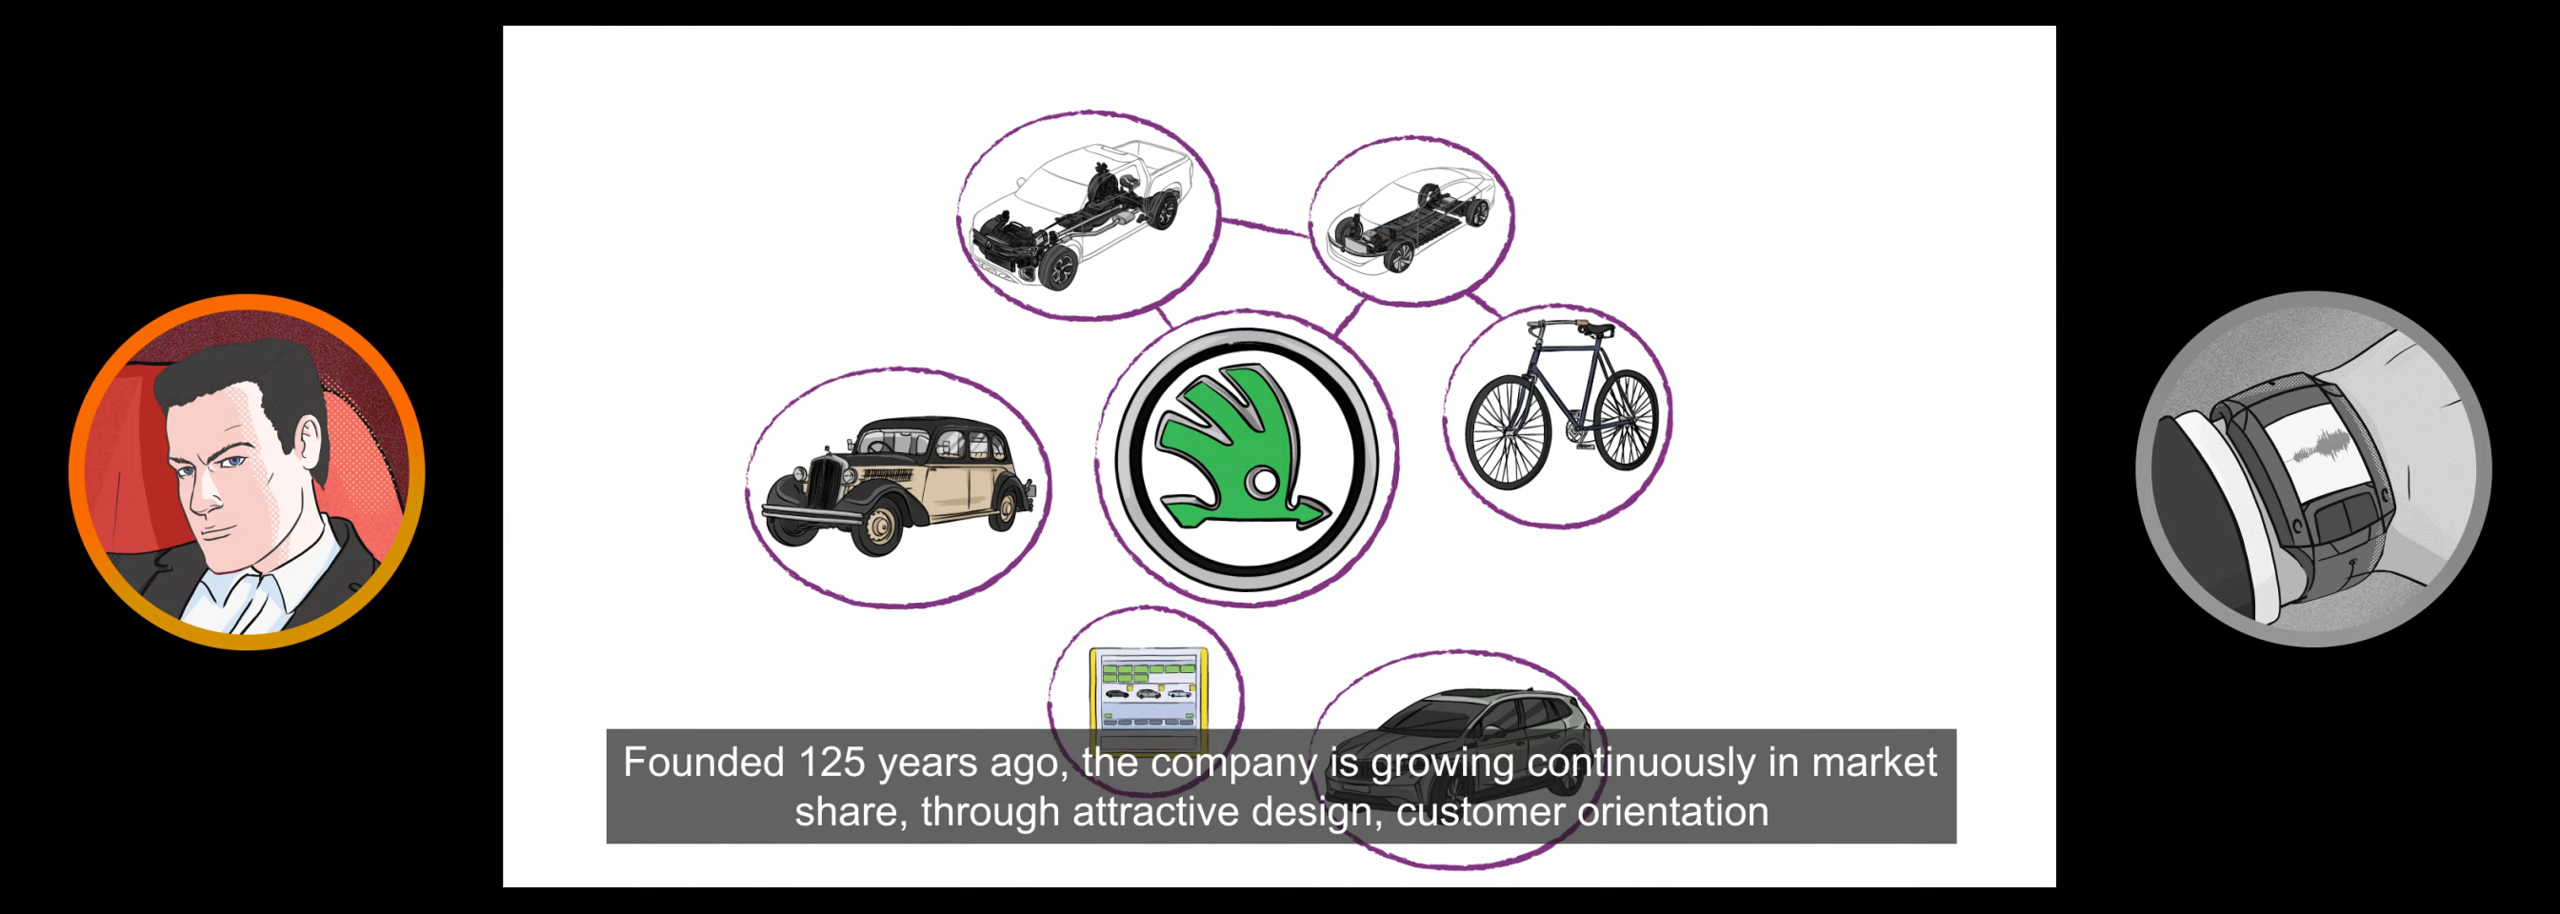 Founded 125 years ago, the company is growing continuously in market
share, through attractive design, customer orientation